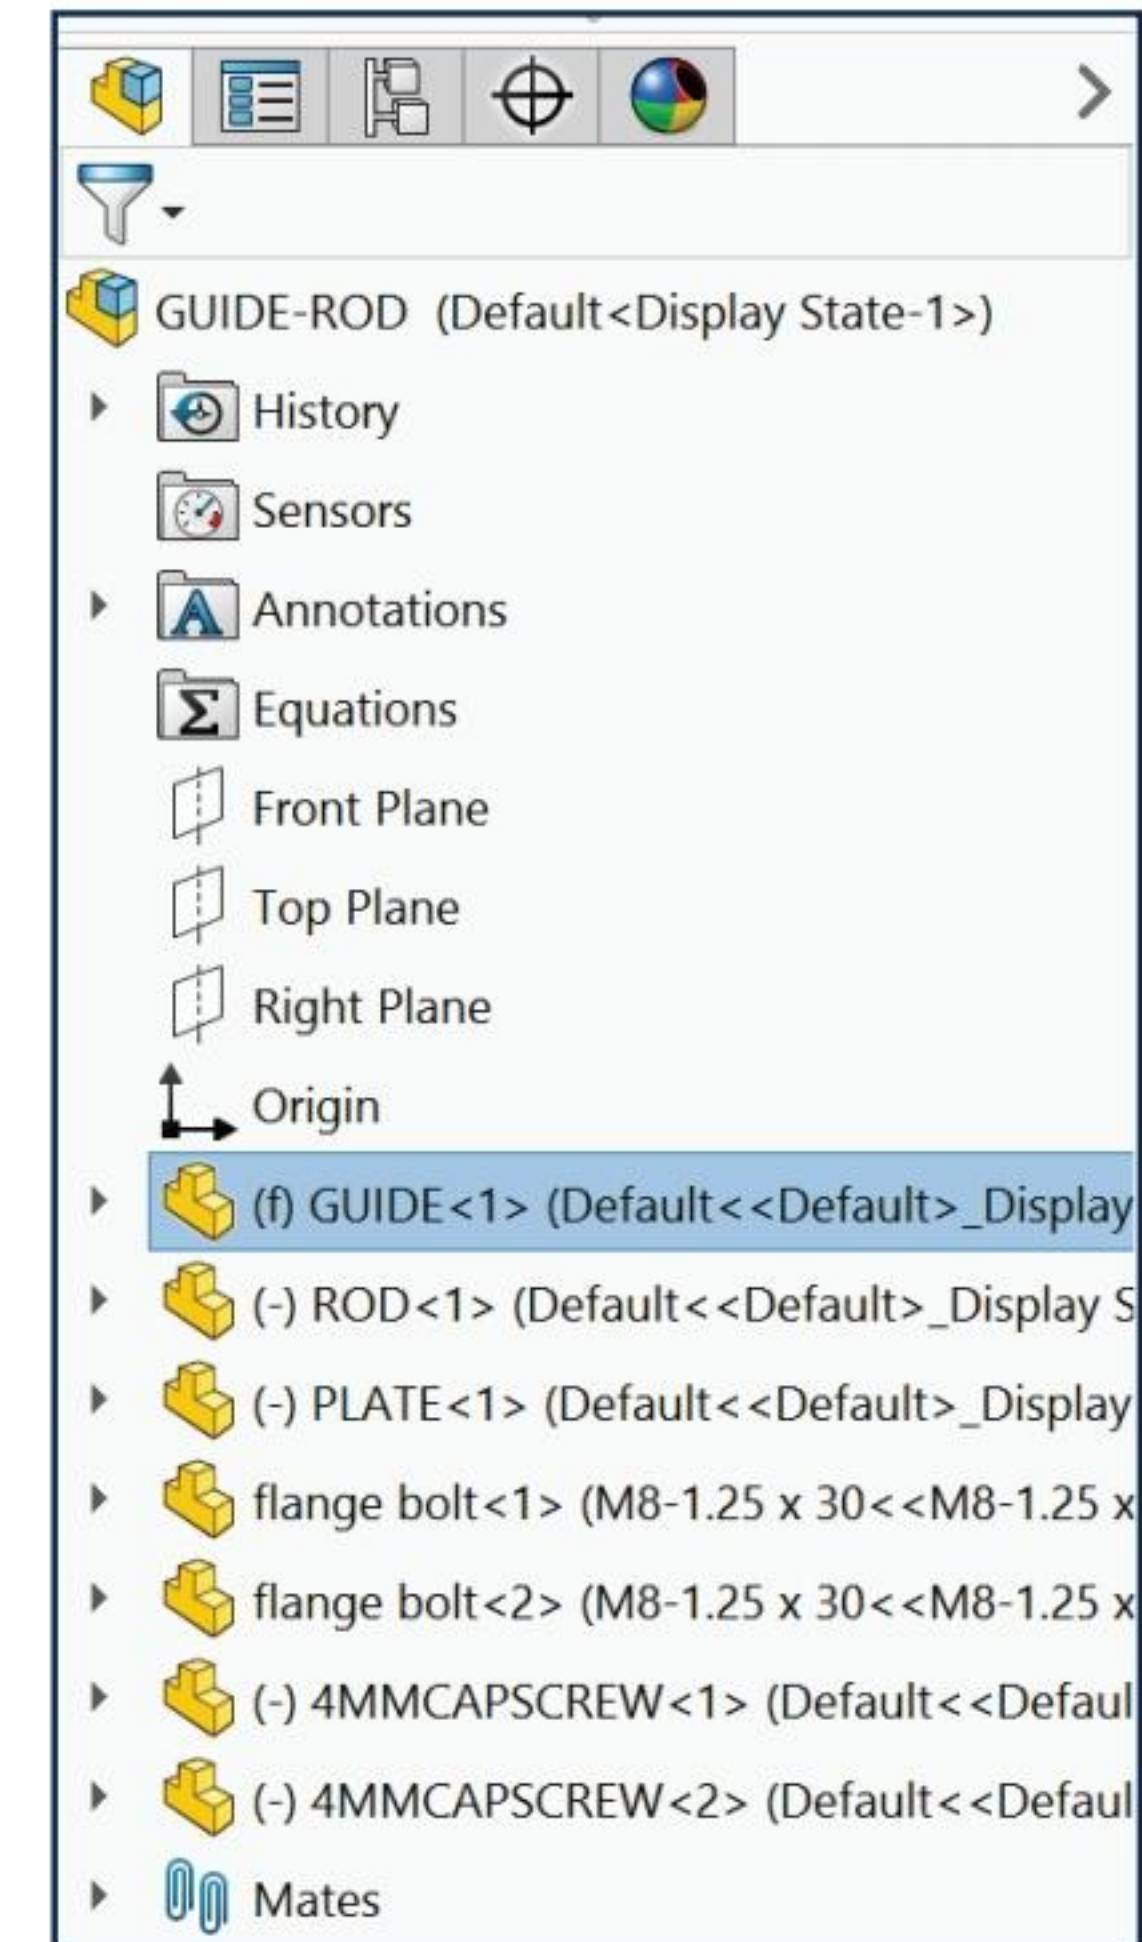 GUIDE-ROD (Default<Display State-1>)
History
Sensors
Annotations
Equations
Front Plane
Top Plane
Right Plane
Origin
(f) GUIDE<1> (Default<<Default>_Display
(-) ROD<1> (Default<<Default>_Display S
(-) PLATE<1> (Default<<Default>_Display
flange bolt<1> (M8-1.25 x 30<<M8-1.25 x
flange bolt<2> (M8-1.25 x 30<<M8-1.25 x
(-) 4MMCAPSCREW<1> (Default<<Defaul
(-) 4MMCAPSCREW<2> (Default<<Defaul
Mates